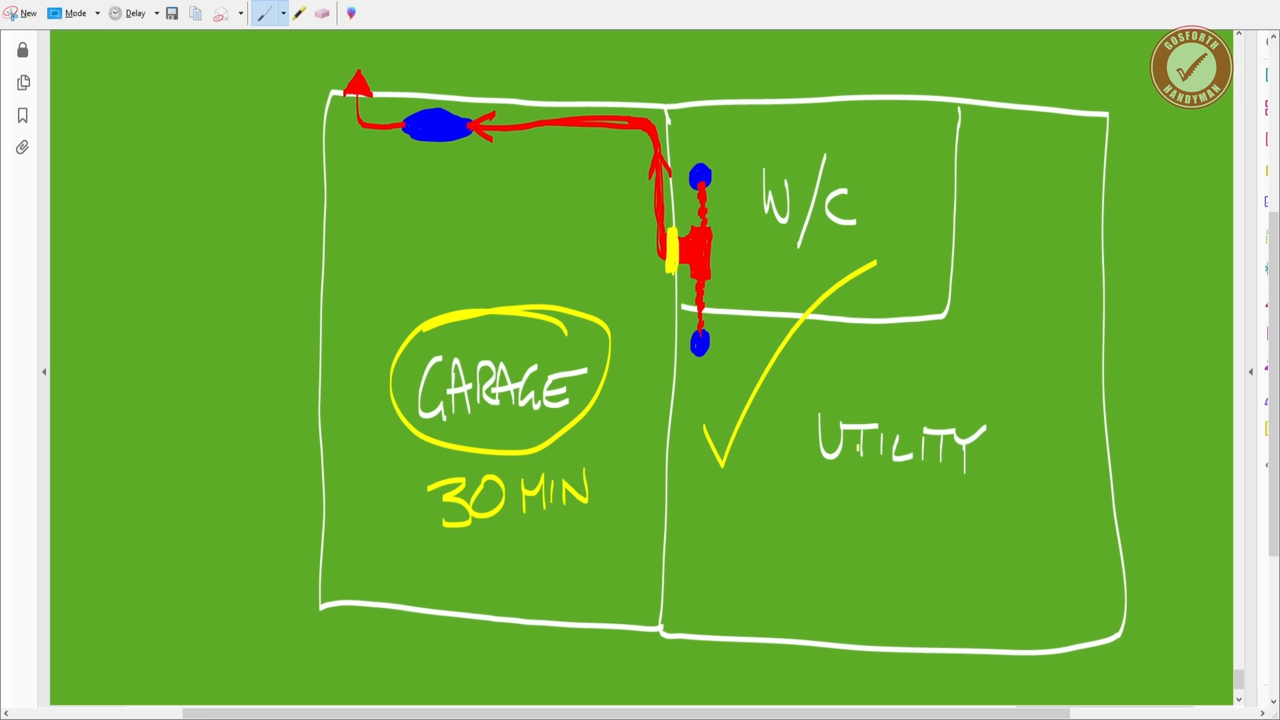 New Mode Delay
GOSFORTH
HANDYMAN
W/C
GARAGE
UTILITY
30 MIN